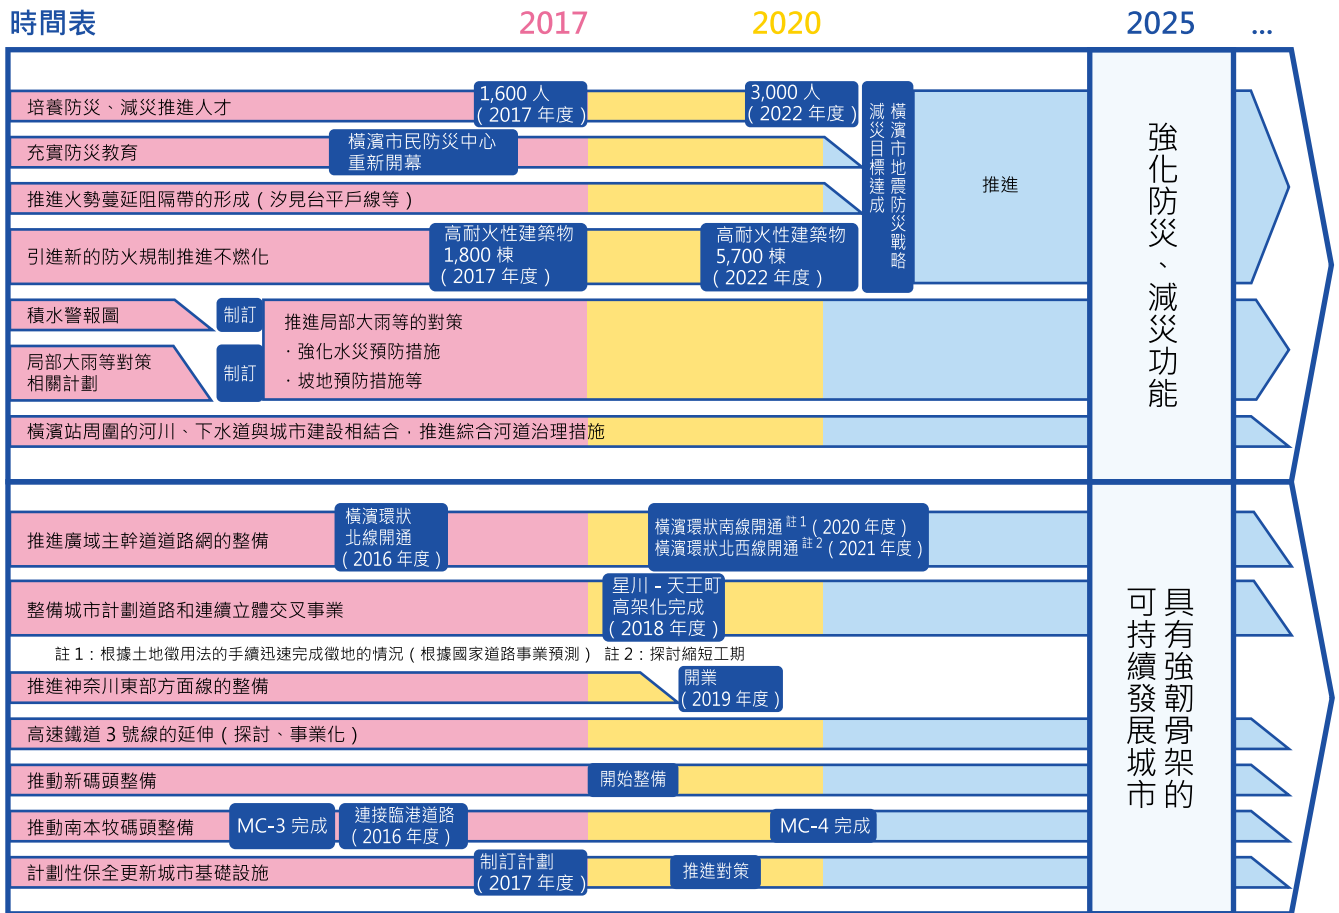 時間表
2017
2020
2025
...
培養防災、減災推進人才
1,600 人
( 2017 年度 )
3,000 人
( 2022 年度 )
充實防災教育
橫濱市民防災中心
重新開幕
推進火勢蔓延阻隔帶的形成 ( 汐見台平戶線等 )
引進新的防火規制推進不燃化
高耐火性建築物
1,800 棟
( 2017 年度 )
高耐火性建築物
5,700 棟
( 2022 年度 )
橫濱市地震防災戰略
減災目標達成
推進
強化防災、減災功能
積水警報圖
制訂
局部大雨等對策
相關計劃
制訂
推進局部大雨等的對策
· 強化水災預防措施
· 坡地預防措施等
橫濱站周圍的河川、下水道與城市建設相結合﹐推進綜合河道治理措施
推進廣域主幹道道路網的整備
橫濱環狀
北線開通
( 2016 年度 )
橫濱環狀南線開通 註 1 ( 2020 年度 )
橫濱環狀北西線開通 註 2 ( 2021 年度 )
整備城市計劃道路和連續立體交叉事業
星川 - 天王町
高架化完成
( 2018 年度 )
註 1：根據土地徵用法的手續迅速完成徵地的情況 ( 根據國家道路事業預測 )　註 2：探討縮短工期
推進神奈川東部方面線的整備
開業
( 2019 年度 )
具有強韌骨架的
可持續發展城市
高速鐵道 3 號線的延伸 ( 探討、事業化 )
推動新碼頭整備
開始整備
推動南本牧碼頭整備
MC-3 完成
連接臨港道路
( 2016 年度 )
MC-4 完成
計劃性保全更新城市基礎設施
制訂計劃
( 2017 年度 )
推進對策